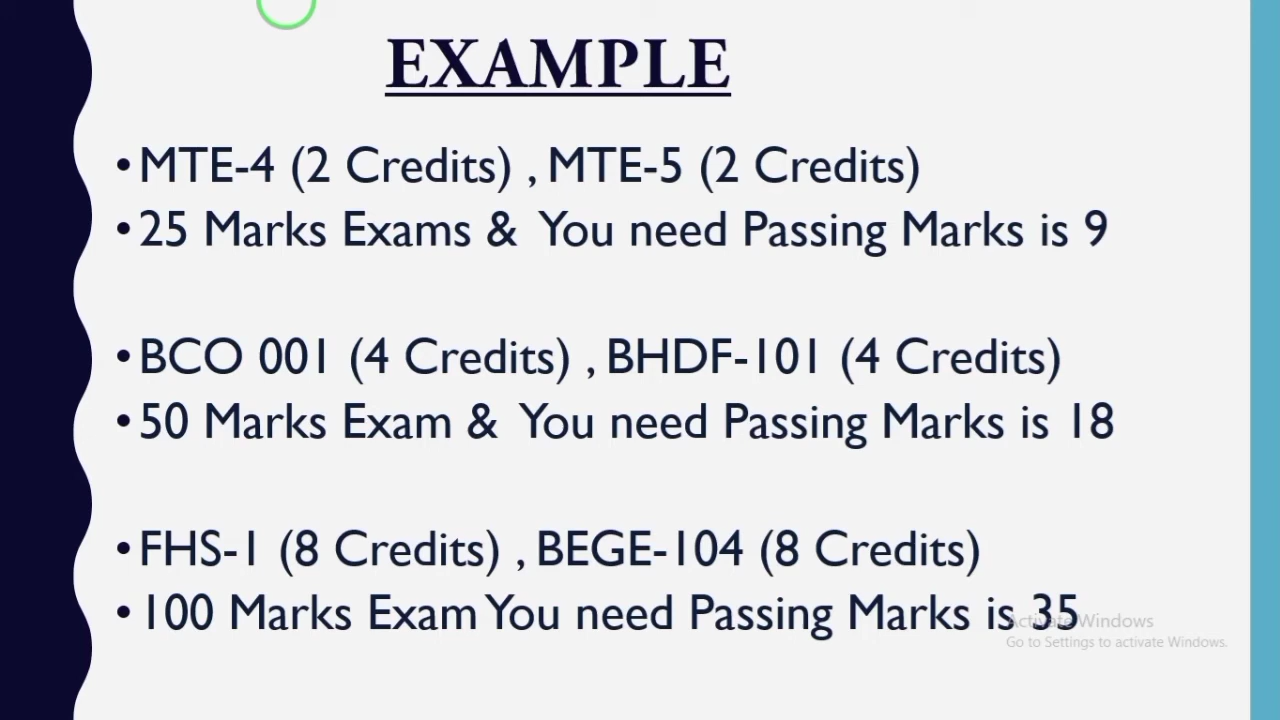 EXAMPLE
•MTE-4 (2 Credits) , MTE-5 (2 Credits)
•25 Marks Exams & You need Passing Marks is 9
•BCO 001 (4 Credits) , BHDF-101 (4 Credits)
•50 Marks Exam & You need Passing Marks is 18
•FHS-1 (8 Credits) , BEGE-104 (8 Credits)
•100 Marks Exam You need Passing Marks is 35
Activate Windows
Go to Settings to activate Windows.